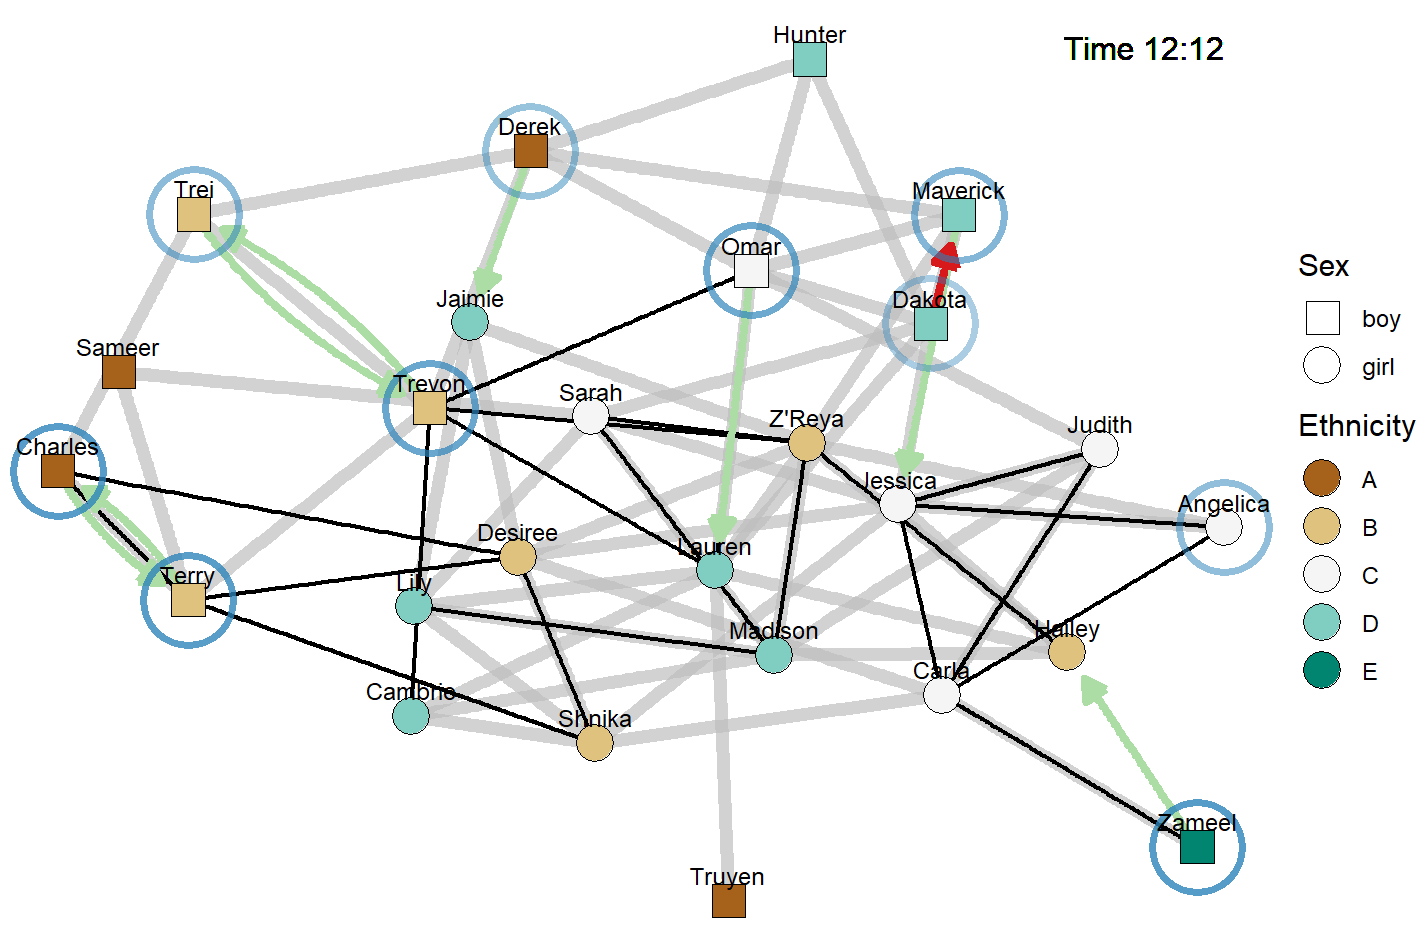 Hunter
Time 12:12
Derek
Trei
Maverick
Omar
Jaimie
Dakota
Sameer
Trevon
Sarah
Z'Reya
Judith
Charles
Jessica
Angelica
Desiree
Lauren
Terry
Lily
Madison
Hailey
Carla
Cambrie
Shnika
Zameel
Truyen
Sex
boy
girl
Ethnicity
A
B
C
D
E